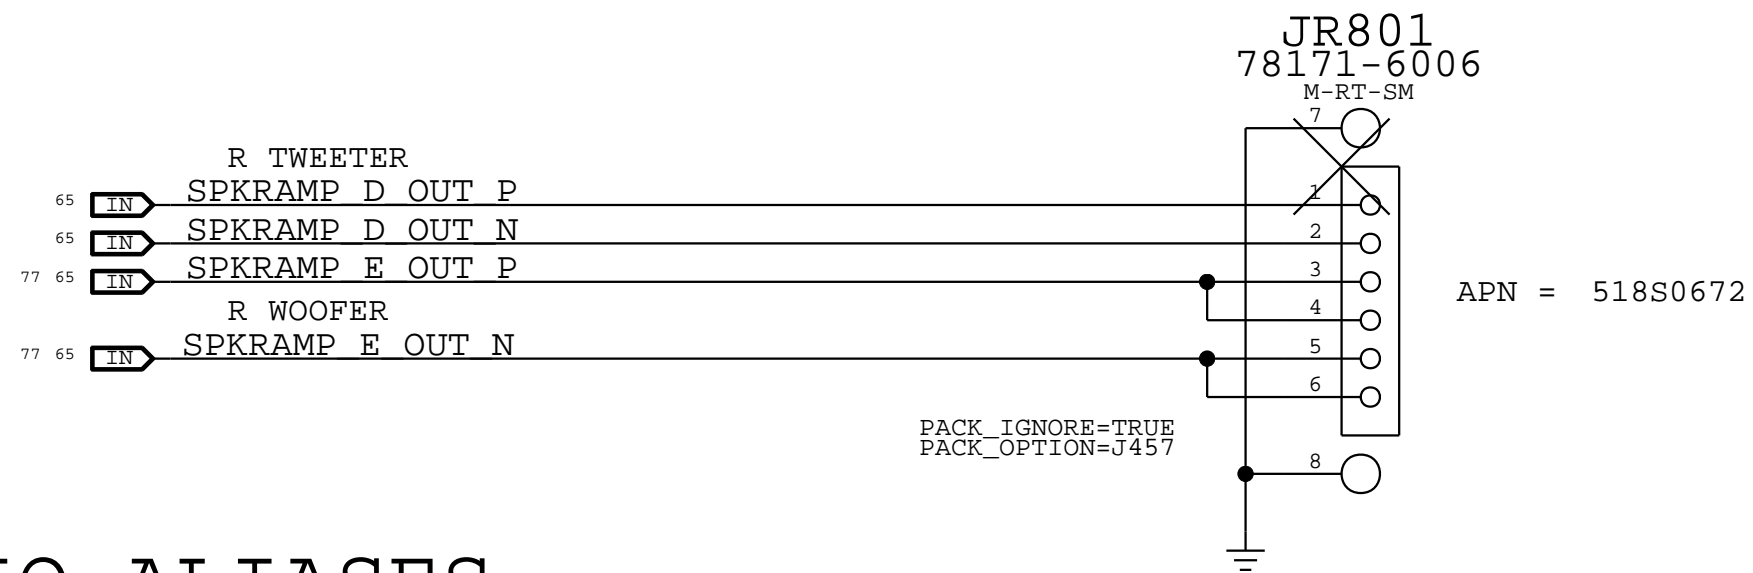 JR801
78171-6006
M-RT-SM
7
R TWEETER
65 IN SPKRAMP_D_OUT_P 1
65 IN SPKRAMP_D_OUT_N 2
77 65 IN SPKRAMP_E_OUT_P 3
APN = 518S0672
R WOOFER 4
77 65 IN SPKRAMP_E_OUT_N 5
6
PACK_IGNORE=TRUE
PACK_OPTION=J457
8
ALIASES